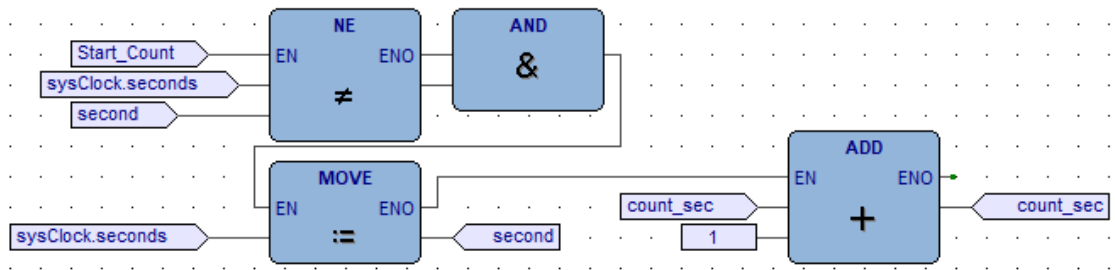 NE
AND
Start_Count
EN
ENO
&
sysClock.seconds
≠
second
ADD
MOVE
EN
ENO
EN
ENO
count_sec
count_sec
sysClock.seconds
:=
second
1
+